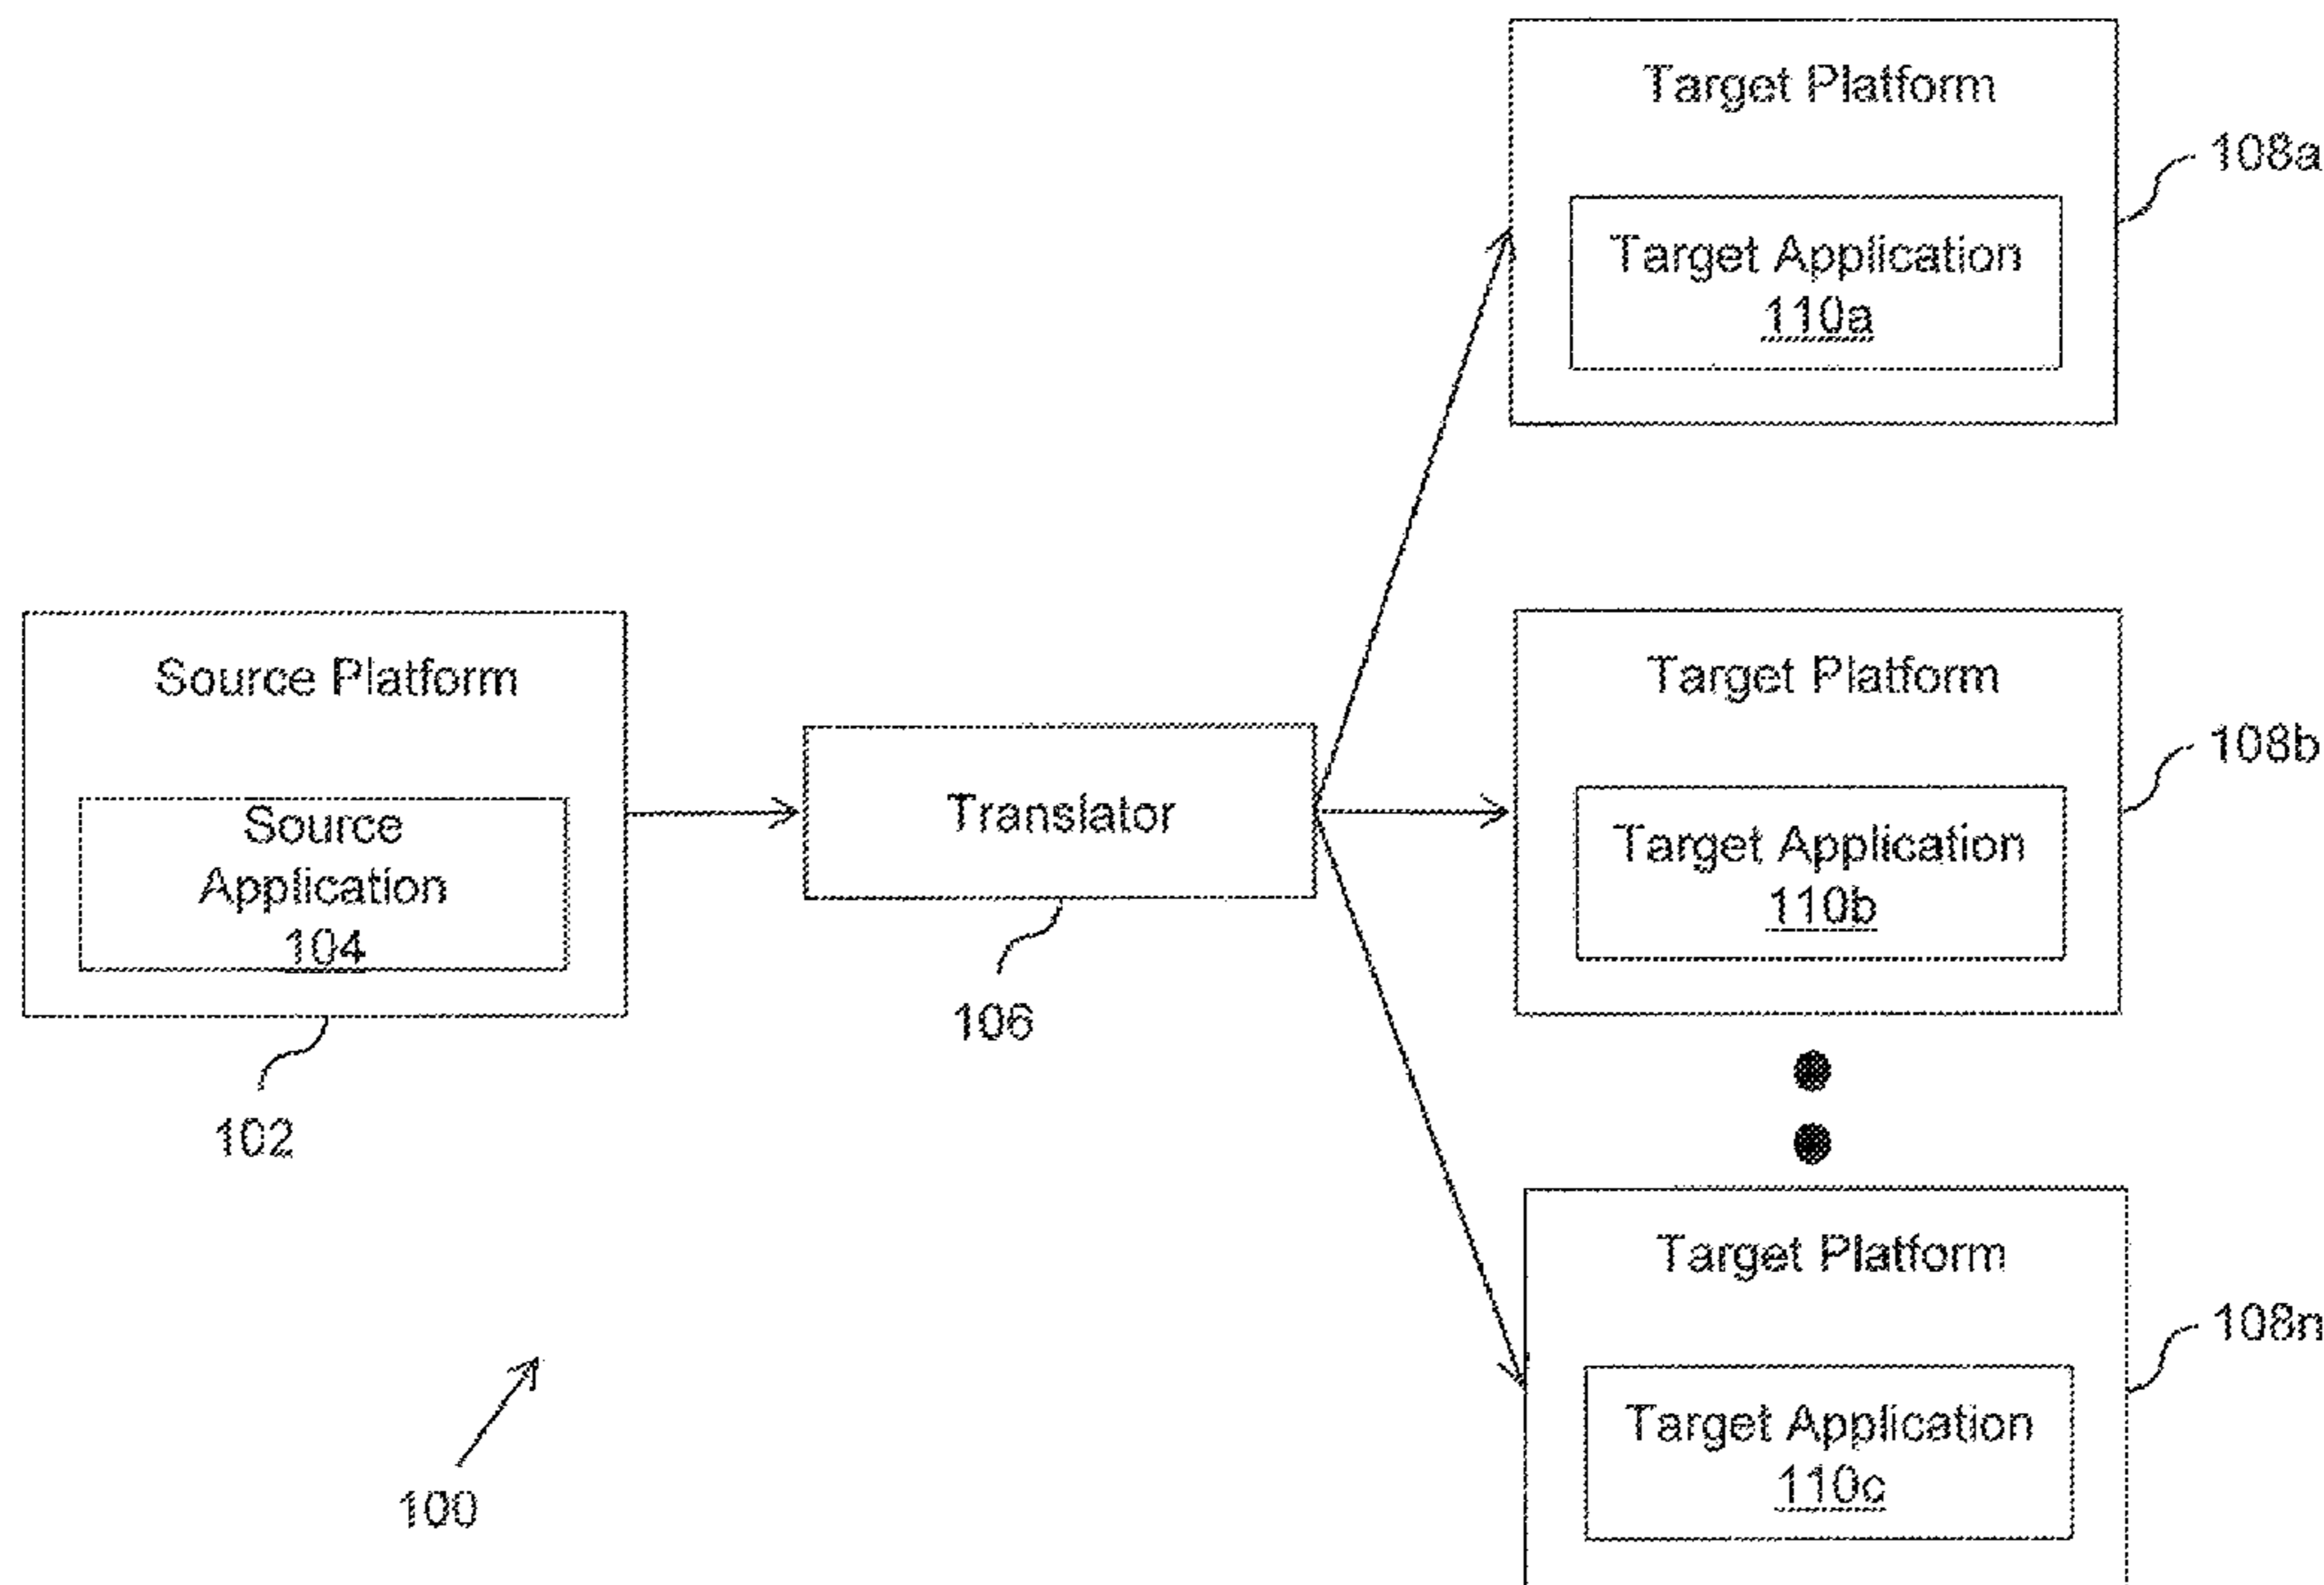 Target Platform
108a
Target Application
110a
Source Platform
Source
Application
104
102
Translator
106
Target Platform
108b
Target Application
110b
Target Platform
108n
Target Application
110c
100